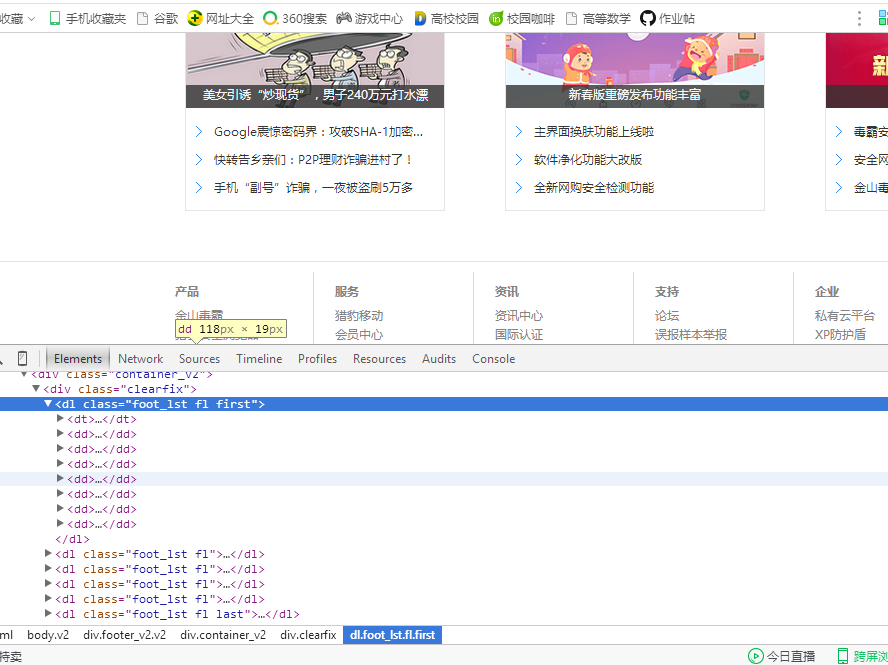 收藏 手机收藏夹 谷歌 网址大全 360搜索 游戏中心 高校校园 校园咖啡 高等数学 作业帖
美女引诱“炒现货”，男子240万元打水漂
Google震惊密码界：攻破SHA-1加密...
快转告乡亲们：P2P理财诈骗进村了！
手机“副号”诈骗，一夜被盗刷5万多
新春版重磅发布功能丰富
主界面换肤功能上线啦
软件净化功能大改版
全新网购安全检测功能
新
毒霸安
安全网
金山毒
产品 服务 资讯 支持 企业
金山毒霸 猎豹移动 资讯中心 论坛 私有云平台
会员中心 国际认证 误报样本举报 XP防护盾
dd 118px × 19px
Elements Network Sources Timeline Profiles Resources Audits Console
<div class="container_v2">
<div class="clearfix">
<dl class="foot_lst fl first">
<dt>…</dt>
<dd>…</dd>
<dd>…</dd>
<dd>…</dd>
<dd>…</dd>
<dd>…</dd>
<dd>…</dd>
<dd>…</dd>
</dl>
<dl class="foot_lst fl">…</dl>
<dl class="foot_lst fl">…</dl>
<dl class="foot_lst fl">…</dl>
<dl class="foot_lst fl">…</dl>
<dl class="foot_lst fl last">…</dl>
ml body.v2 div.footer_v2.v2 div.container_v2 div.clearfix dl.foot_lst.fl.first
特卖 今日直播 跨屏浏